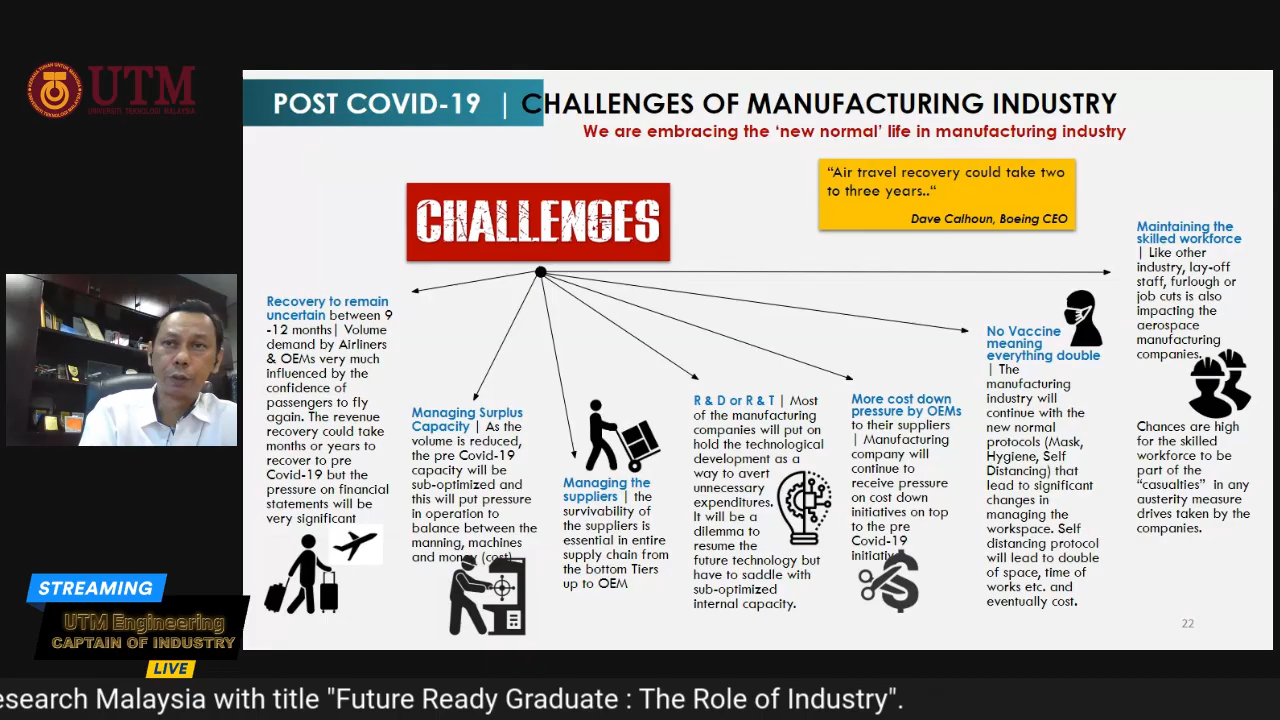 UTM
UNIVERSITI TEKNOLOGI MALAYSIA
POST COVID-19 | CHALLENGES OF MANUFACTURING INDUSTRY
We are embracing the ‘new normal’ life in manufacturing industry
“Air travel recovery could take two
to three years..“
Dave Calhoun, Boeing CEO
CHALLENGES
Recovery to remain
uncertain between 9
-12 months| Volume
demand by Airliners
& OEMs very much
influenced by the
confidence of
passengers to fly
again. The revenue
recovery could take
months or years to
recover to pre
Covid-19 but the
pressure on financial
statements will be
very significant
Managing Surplus
Capacity | As the
volume is reduced,
the pre Covid-19
capacity will be
sub-optimized and
this will put pressure
in operation to
balance between the
manning, machines
and money (cost)
Managing the
suppliers | the
survivability of
the suppliers is
essential in entire
supply chain from
the bottom Tiers
up to OEM
R & D or R & T | Most
of the manufacturing
companies will put on
hold the technological
development as a
way to avert
unnecessary
expenditures.
It will be a
dilemma to
resume the
future technology but
have to saddle with
sub-optimized
internal capacity.
More cost down
pressure by OEMs
to their suppliers
| Manufacturing
company will
continue to
receive pressure
on cost down
initiatives on top
to the pre
Covid-19
initiativ
No Vaccine
meaning
everything double
| The
manufacturing
industry will
continue with the
new normal
protocols (Mask,
Hygiene, Self
Distancing) that
lead to significant
changes in
managing the
workspace. Self
distancing protocol
will lead to double
of space, time of
works etc. and
eventually cost.
Maintaining the
skilled workforce
| Like other
industry, lay-off
staff, furlough or
job cuts is also
impacting the
aerospace
manufacturing
companies.
Chances are high
for the skilled
workforce to be
part of the
“casualties” in any
austerity measure
drives taken by the
companies.
22
STREAMING
UTM Engineering
CAPTAIN OF INDUSTRY
LIVE
esearch Malaysia with title "Future Ready Graduate : The Role of Industry".